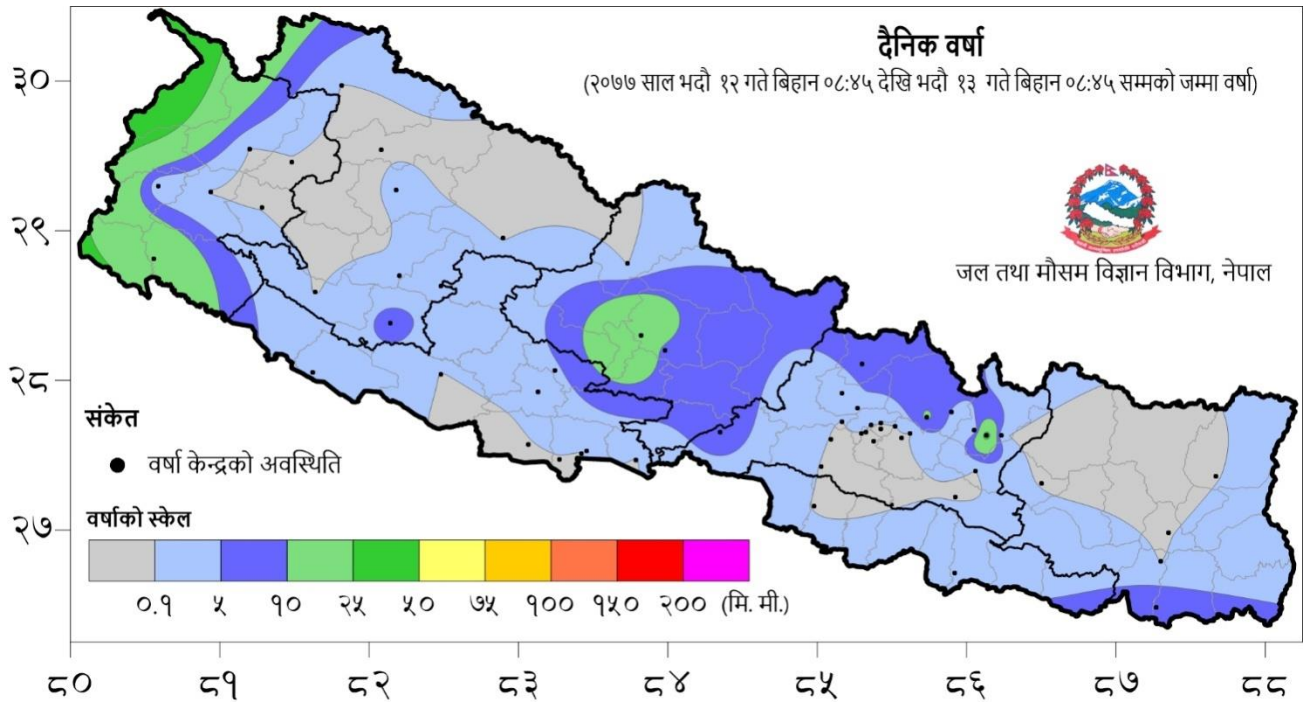 दैनिक वर्षा
(२०७७ साल भदौ १२ गते बिहान ०८:४५ देखि भदौ १३ गते बिहान ०८:४५ सम्मको जम्मा वर्षा)
जल तथा मौसम विज्ञान विभाग, नेपाल
३०
२९
२८
२७
संकेत
वर्षा केन्द्रको अवस्थिति
वर्षाको स्केल
०.१ ५ १० २५ ५० ७५ १०० १५० २०० (मि. मी.)
८० ८१ ८२ ८३ ८४ ८५ ८६ ८७ ८८